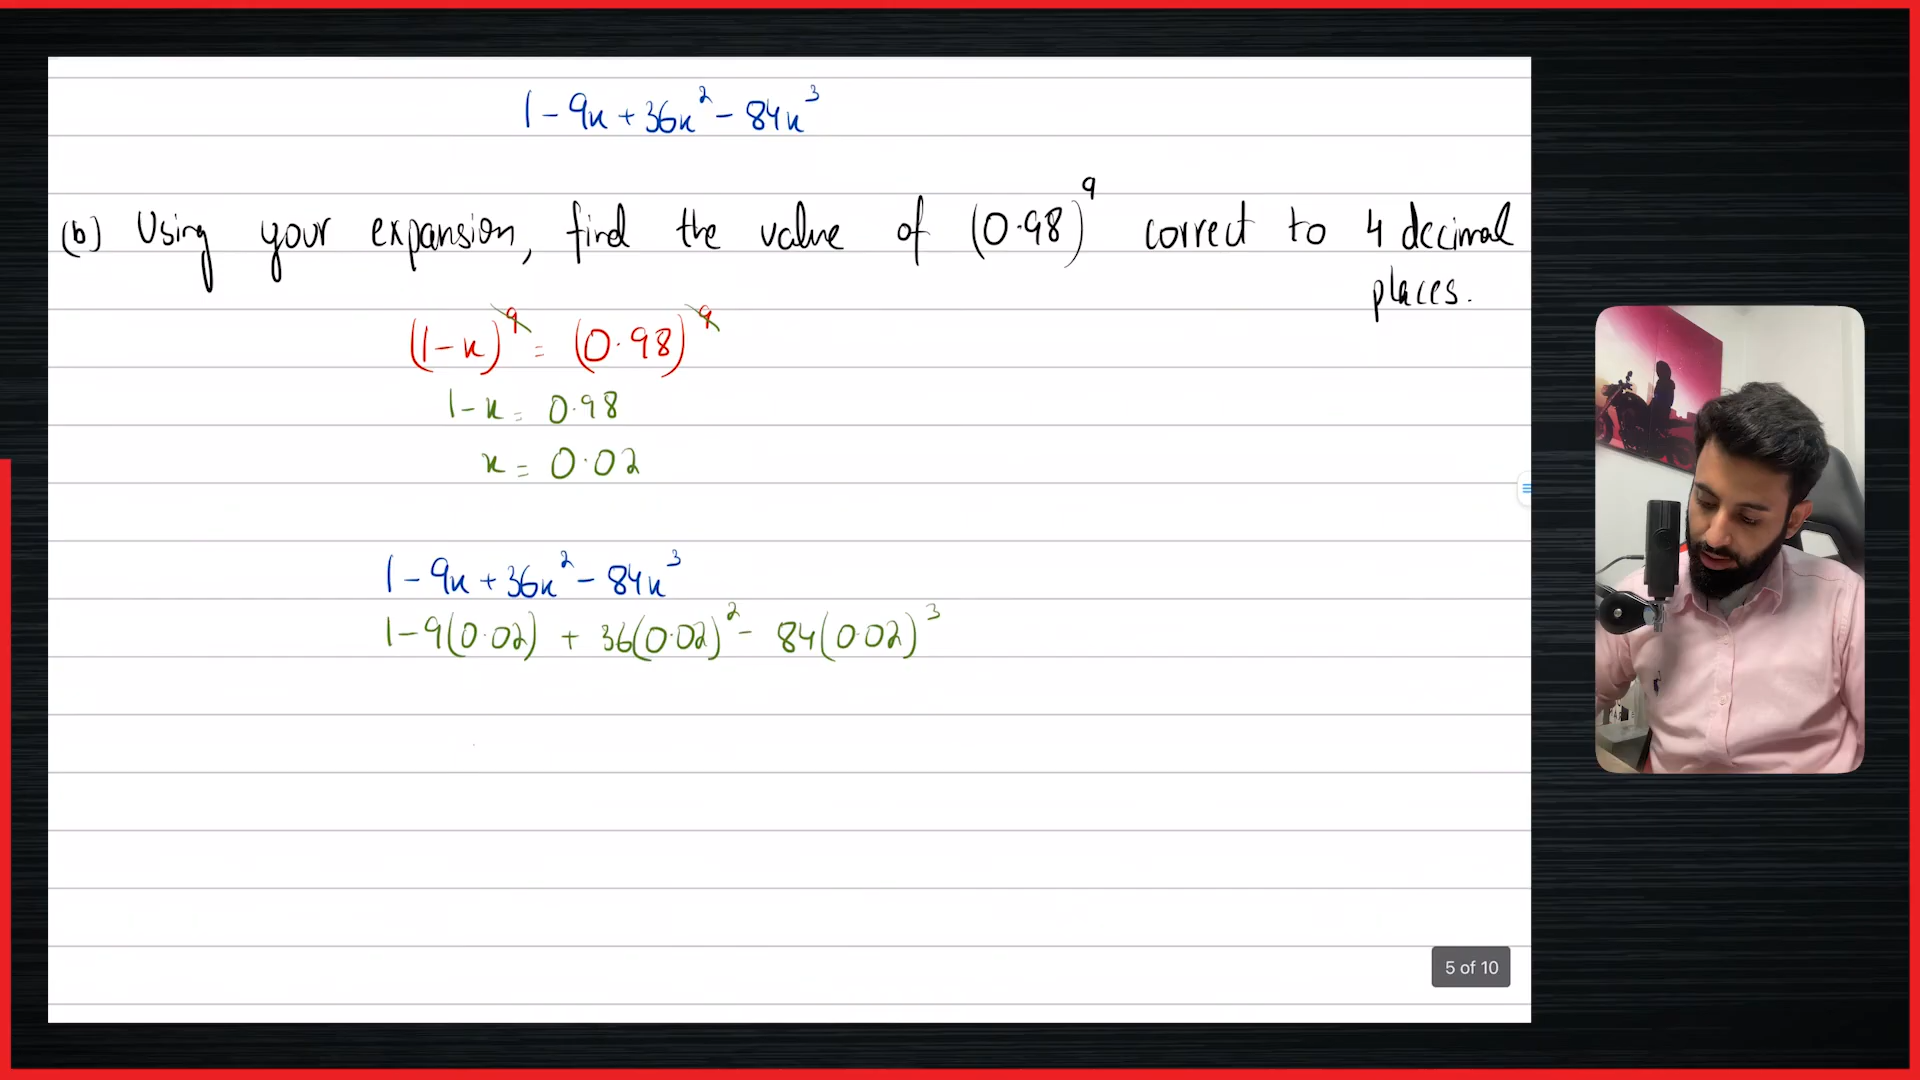 1 - 9x + 36x² - 84x³
(b) Using your expansion, find the value of (0.98)⁹ correct to 4 decimal
places.
(1-x)⁹ = (0.98)⁹
1-x = 0.98
x = 0.02
1 - 9x + 36x² - 84x³
1 - 9(0.02) + 36(0.02)² - 84(0.02)³
5 of 10